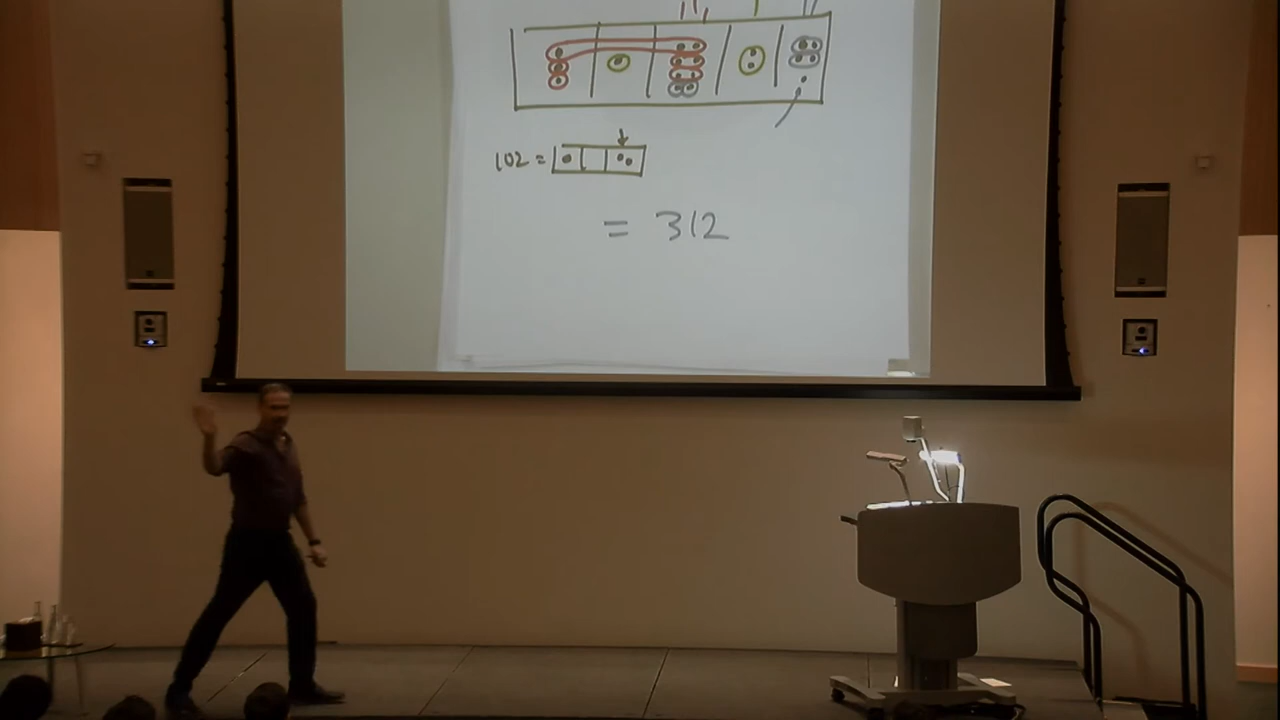 102 =
= 312